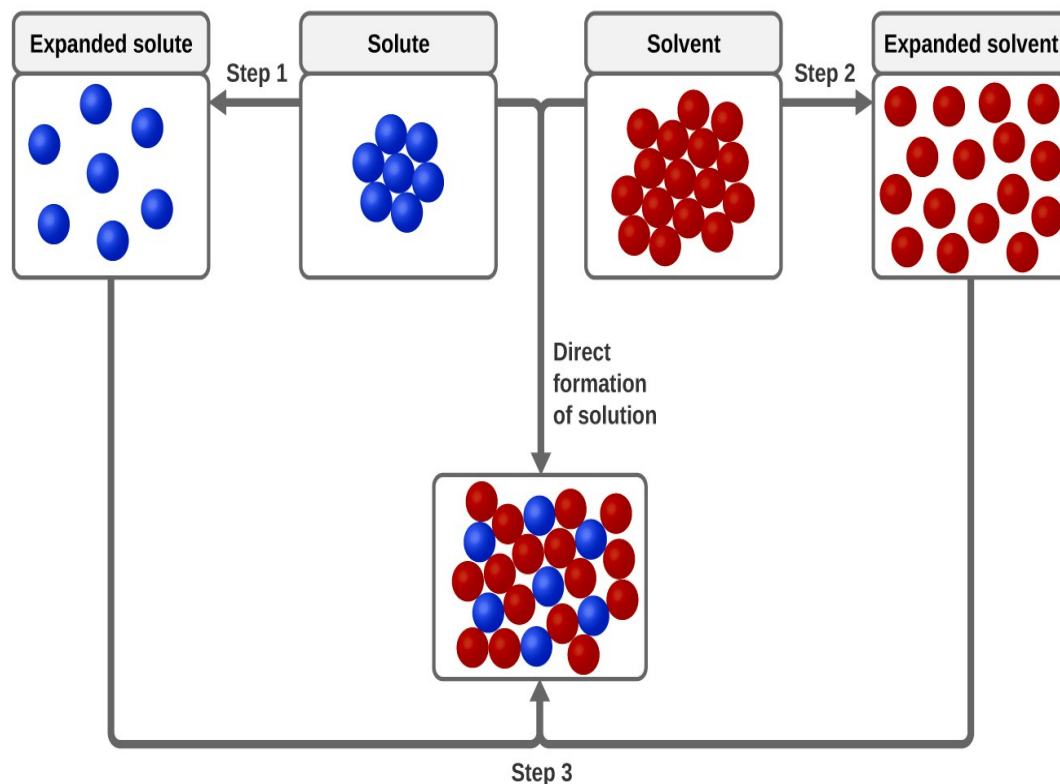 Expanded solute
Solute
Solvent
Expanded solvent
Step 1
Step 2
Direct
formation
of solution
Step 3